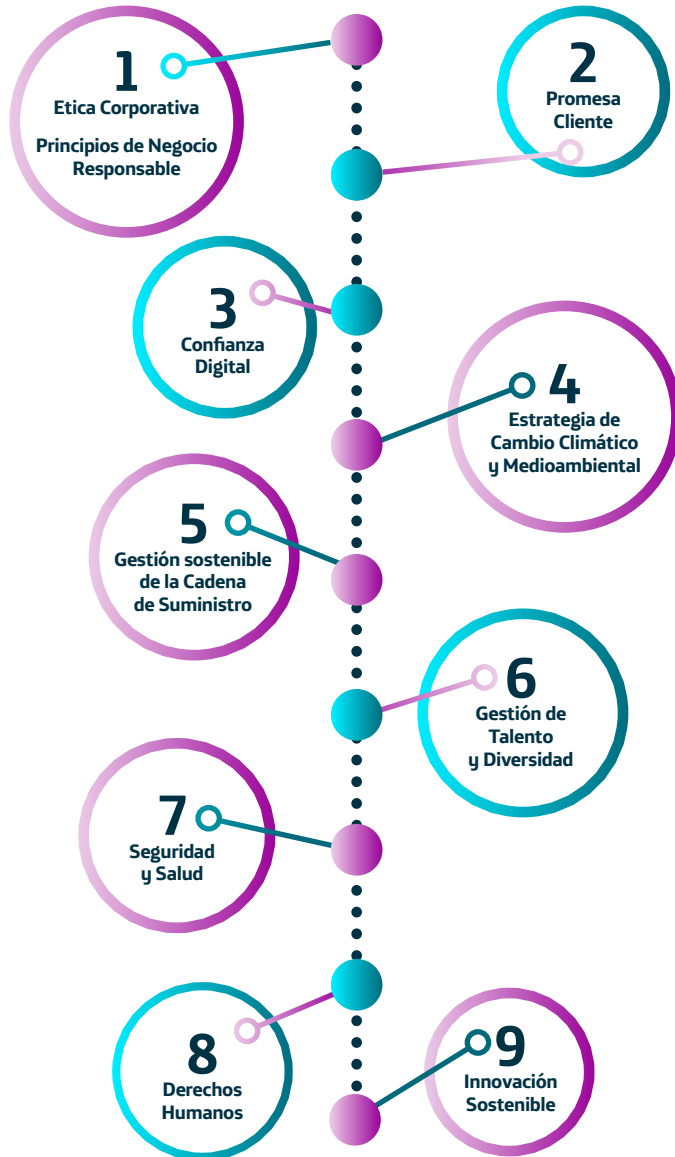 1
Etica Corporativa
Principios de Negocio
Responsable
2
Promesa
Cliente
3
Confianza
Digital
4
Estrategia de
Cambio Climático
y Medioambiental
5
Gestión sostenible
de la Cadena
de Suministro
6
Gestión de
Talento
y Diversidad
7
Seguridad
y Salud
8
Derechos
Humanos
9
Innovación
Sostenible